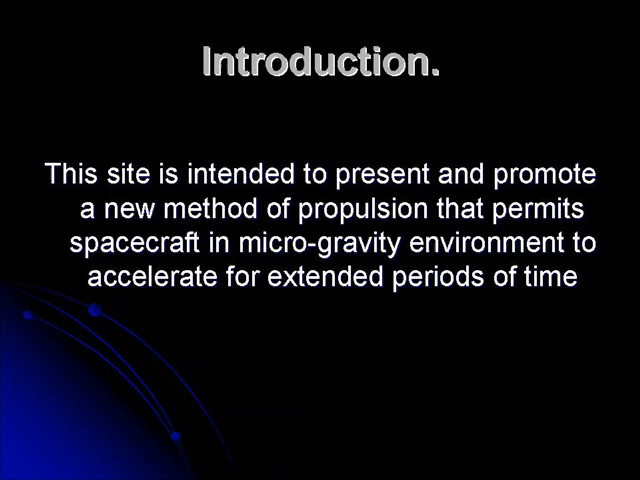 Introduction.
This site is intended to present and promote
a new method of propulsion that permits
spacecraft in micro-gravity environment to
accelerate for extended periods of time